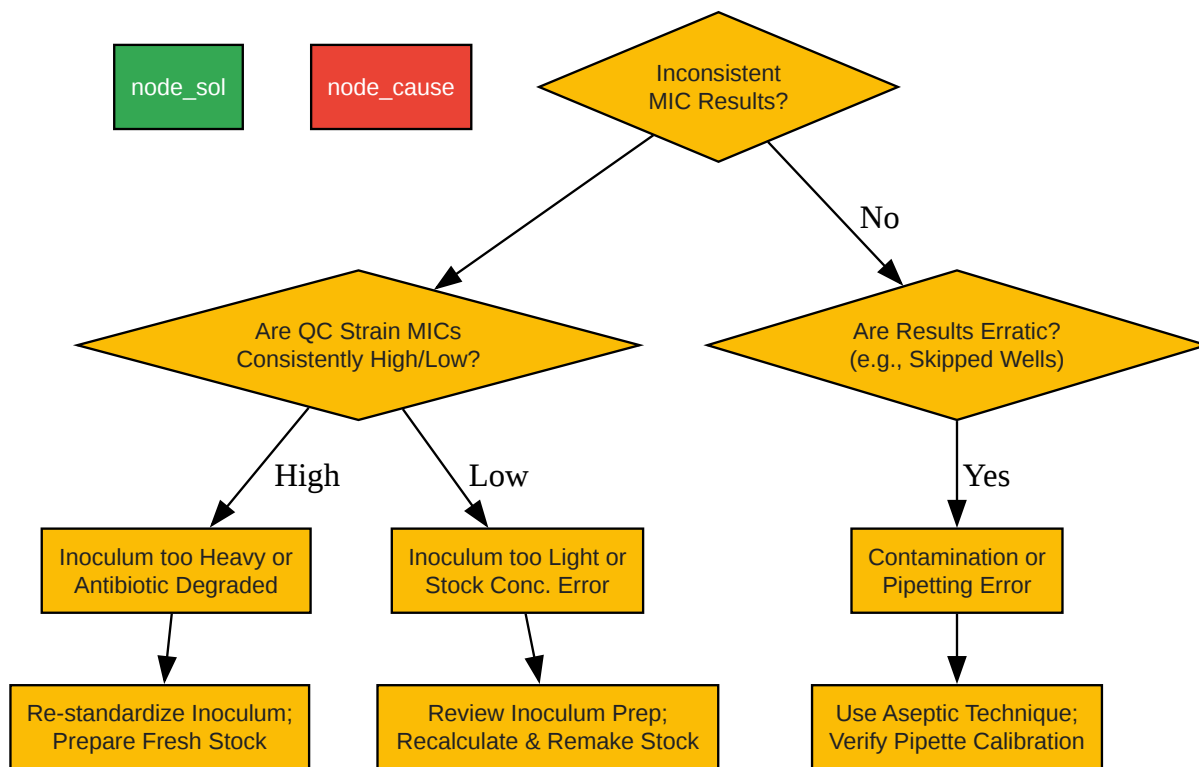 node_sol
node_cause
Inconsistent
MIC Results?
No
Are QC Strain MICs
Consistently High/Low?
Are Results Erratic?
(e.g., Skipped Wells)
High
Low
Yes
Inoculum too Heavy or
Antibiotic Degraded
Inoculum too Light or
Stock Conc. Error
Contamination or
Pipetting Error
Re-standardize Inoculum;
Prepare Fresh Stock
Review Inoculum Prep;
Recalculate & Remake Stock
Use Aseptic Technique;
Verify Pipette Calibration